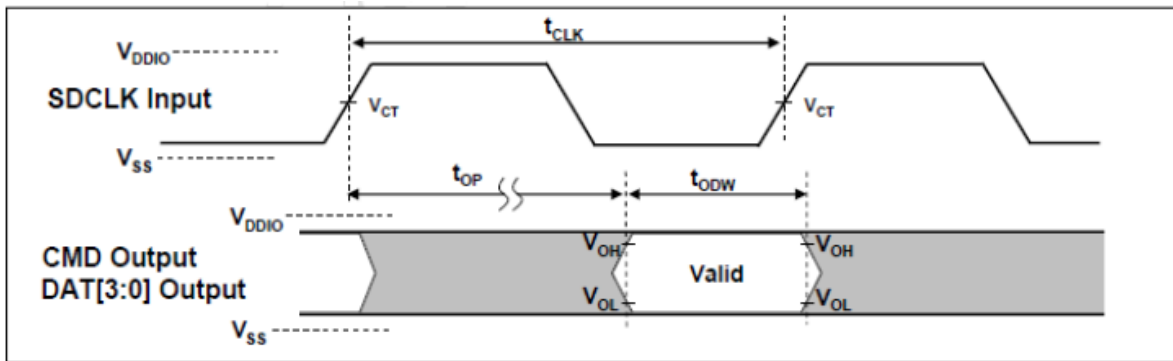 tCLK
VDDIO
SDCLK Input
VCT
VCT
VSS
tOP
tODW
VDDIO
CMD Output
DAT[3:0] Output
VOH
VOH
Valid
VOL
VOL
VSS